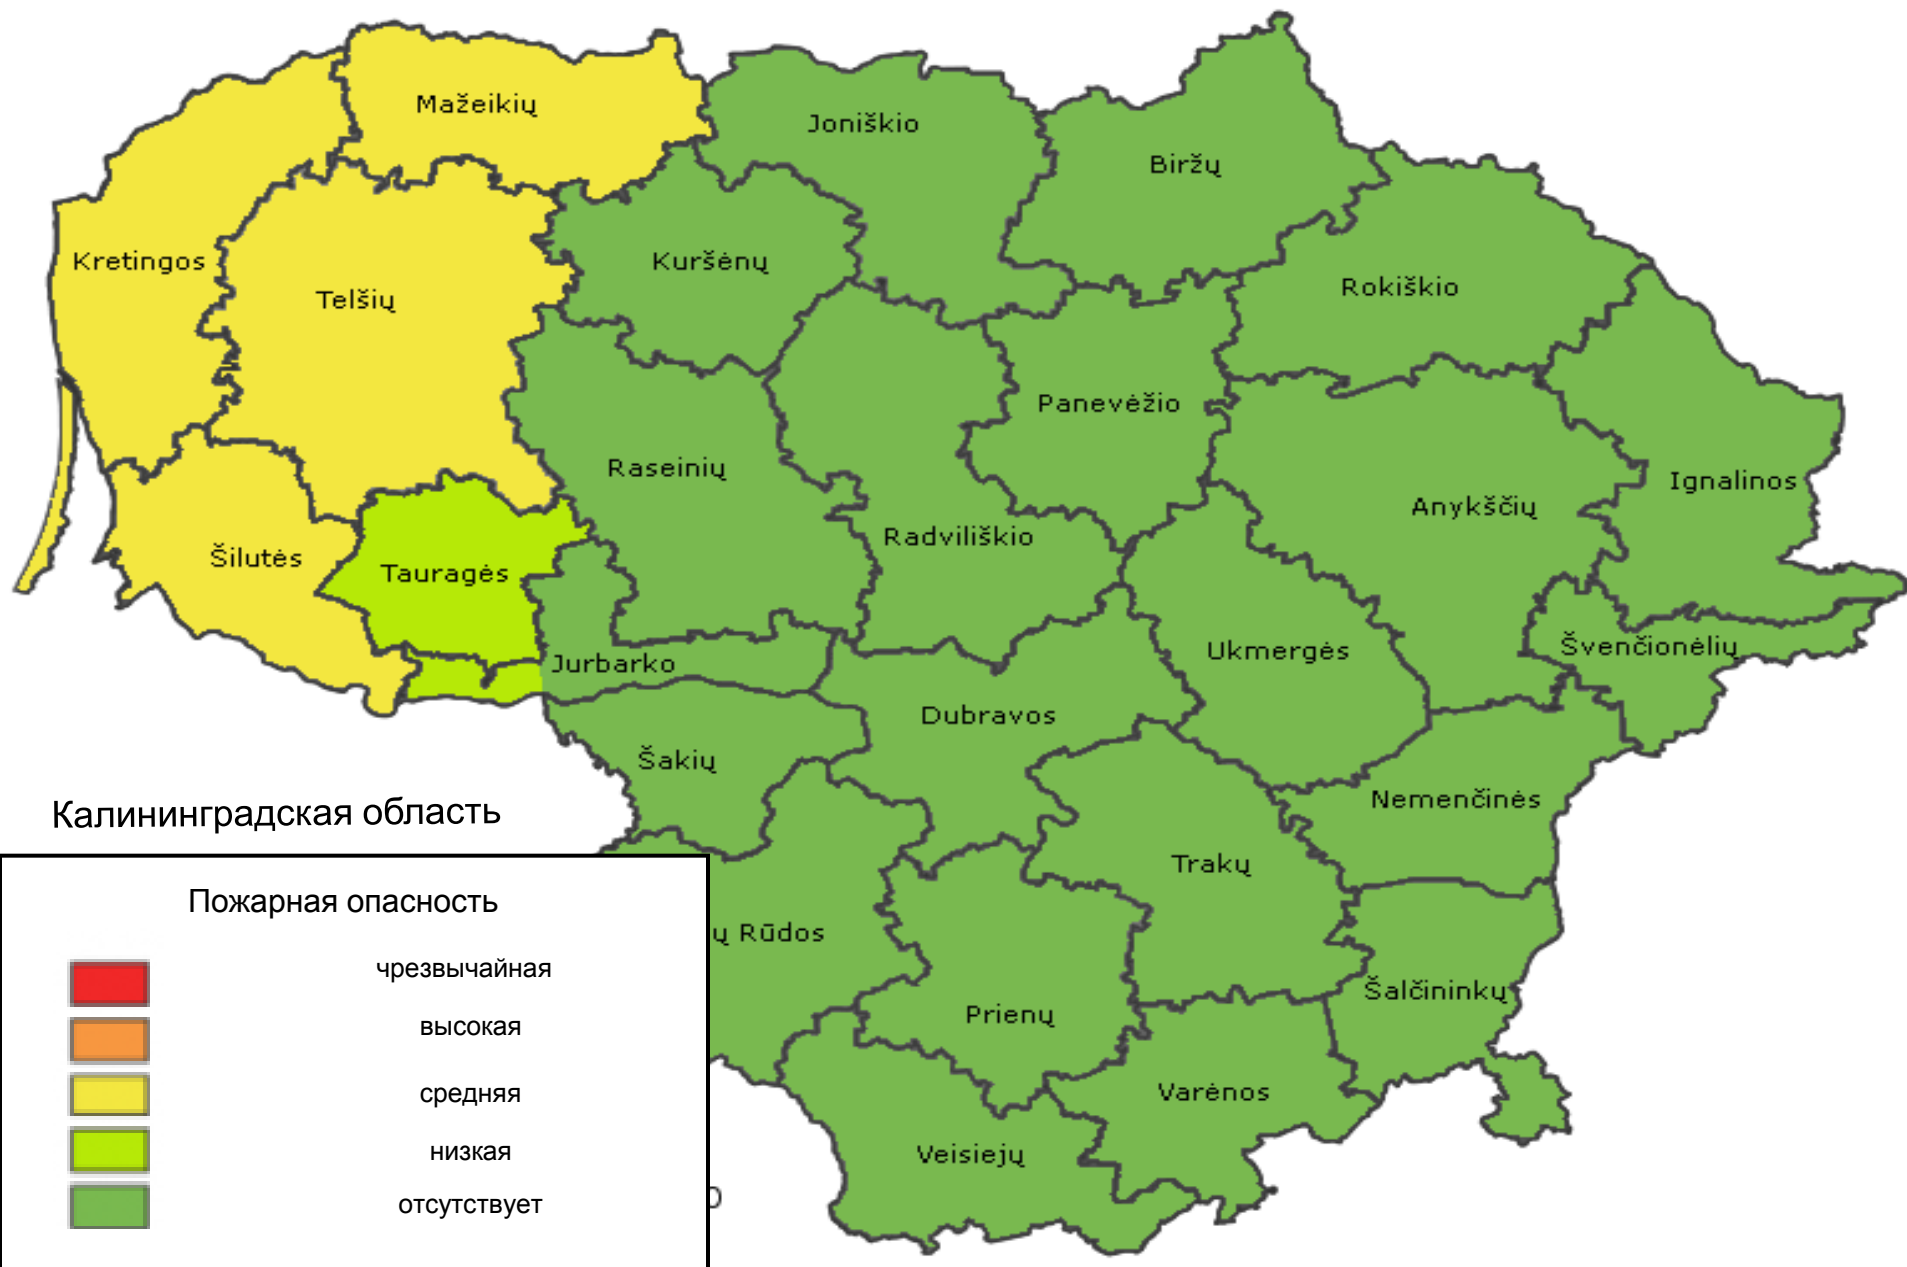 Mažeikių
Joniškio
Biržų
Kretingos
Telšių
Kuršėnų
Rokiškio
Panevėžio
Raseinių
Radviliškio
Anykščių
Ignalinos
Šilutės
Tauragės
Jurbarko
Ukmergės
Švenčionėlių
Dubravos
Šakių
Nemenčinės
Trakų
Калининградская область
Пожарная опасность
чрезвычайная
высокая
средняя
низкая
отсутствует
ų Rūdos
Prienų
Šalčininkų
Varėnos
Veisiejų